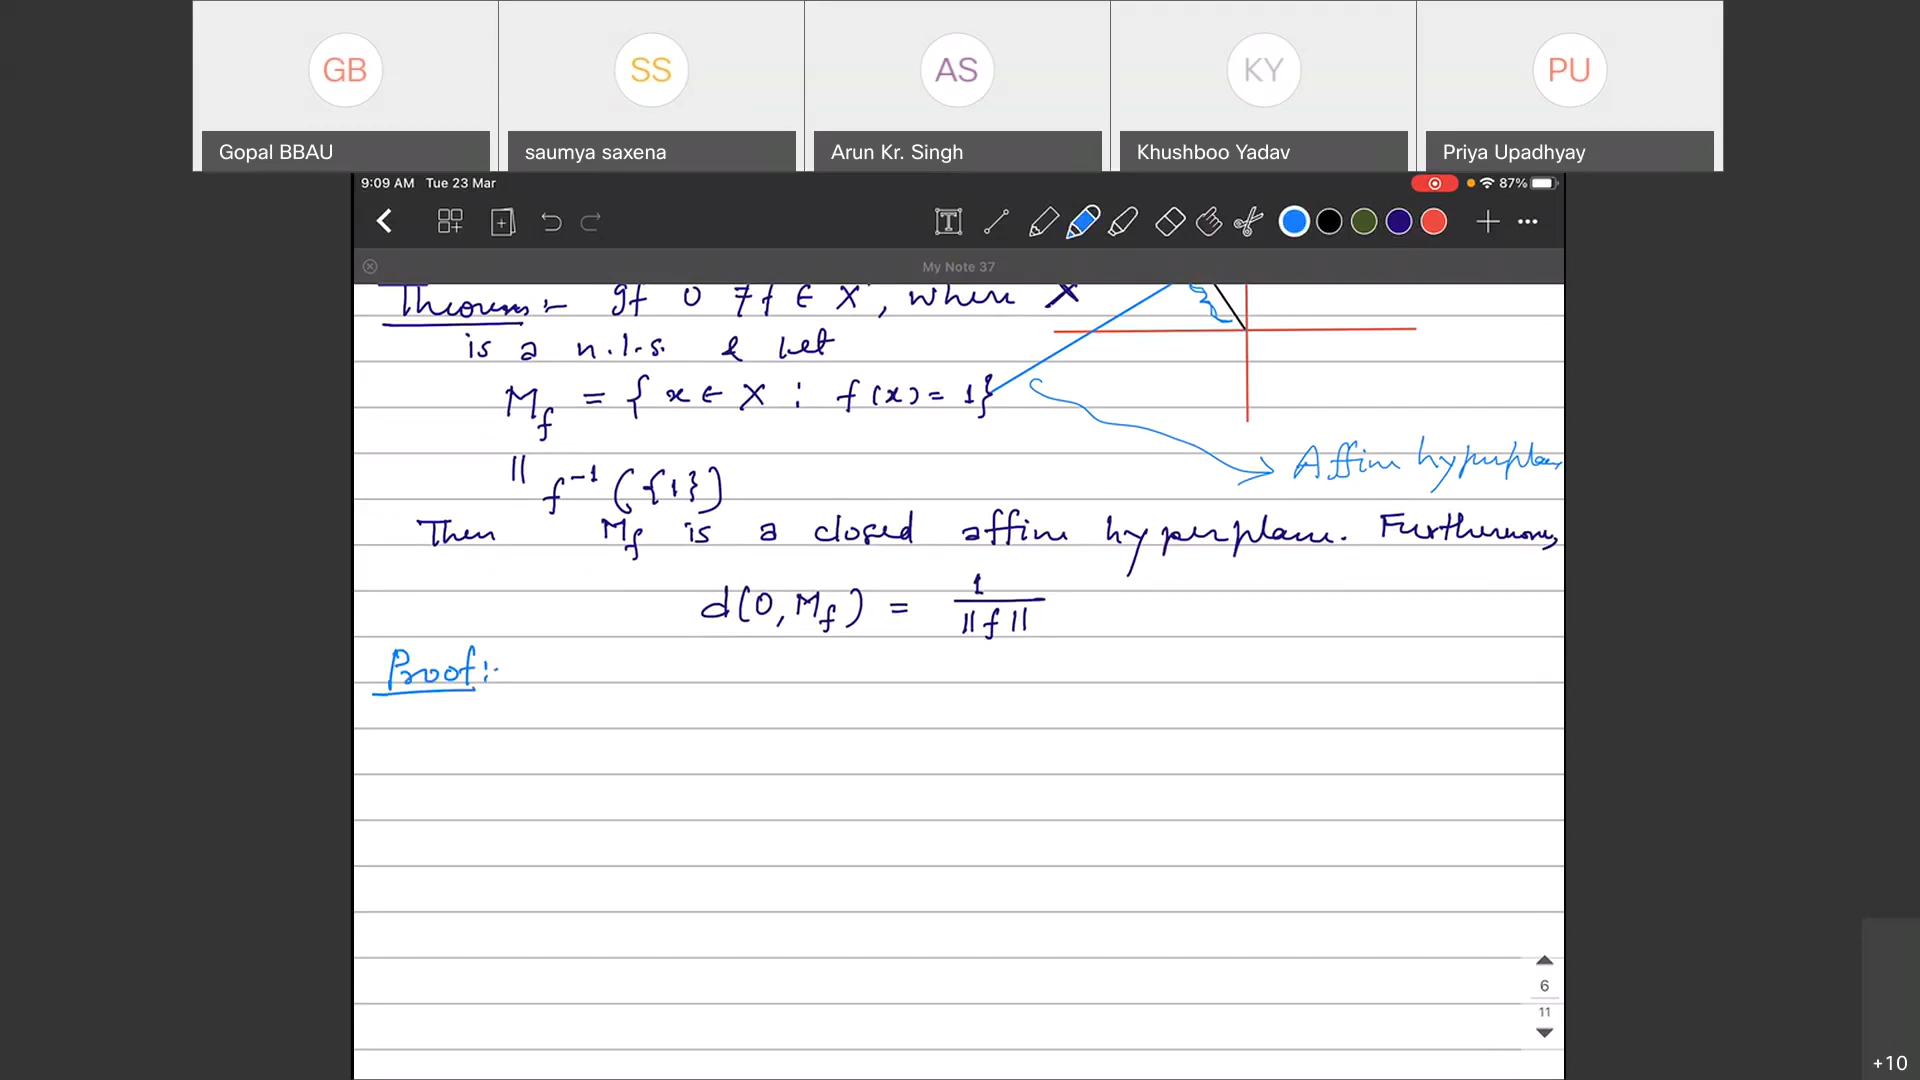 GB SS AS KY PU
Gopal BBAU saumya saxena Arun Kr. Singh Khushboo Yadav Priya Upadhyay
9:09 AM Tue 23 Mar 87%
My Note 37
Theorem:- If 0 ≠ f ∈ X', where X
is a n.l.s. & let
M_f = { x ∈ X : f(x) = 1 }
|| f⁻¹({1})
Affine hyperplane
Then M_f is a closed affine hyperplane. Furthermore,
d(0, M_f) = 1 / ||f||
Proof:-
6
11
+10